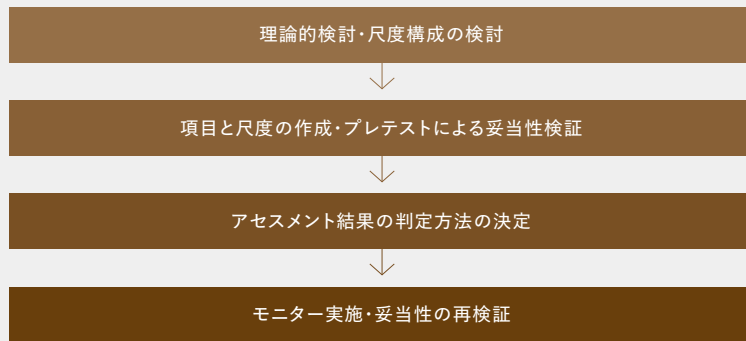 理論的検討・尺度構成の検討
項目と尺度の作成・プレテストによる妥当性検証
アセスメント結果の判定方法の決定
モニター実施・妥当性の再検証